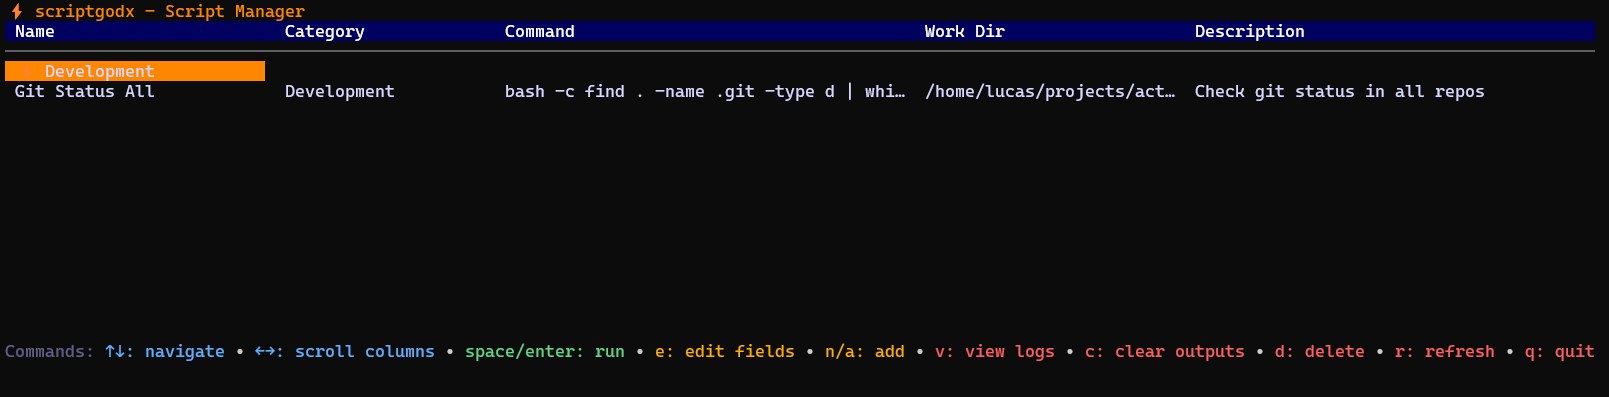 ⚡ scriptgodx - Script Manager
Name Category Command Work Dir Description
Development
Git Status All Development bash -c find . -name .git -type d | whi… /home/lucas/projects/act… Check git status in all repos
Commands: ↑↓: navigate • ←→: scroll columns • space/enter: run • e: edit fields • n/a: add • v: view logs • c: clear outputs • d: delete • r: refresh • q: quit